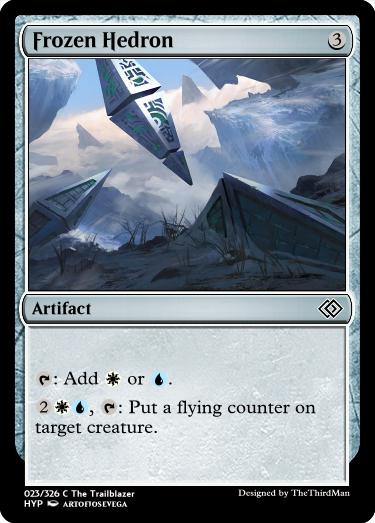 Frozen Hedron 3
Artifact
: Add or .
2 , : Put a flying counter on
target creature.
023/326 C The Trailblazer
HYP ARTOFJOSEVEGA
Designed by TheThirdMan